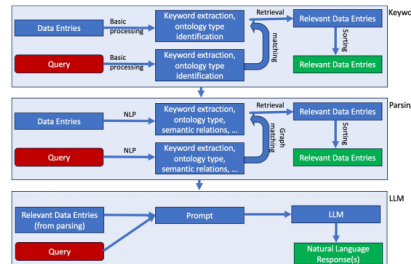 Keyword
Data Entries
Basic
processing
Keyword extraction,
ontology type
identification
Retrieval
Relevant Data Entries
matching
Sorting
Query
Basic
processing
Keyword extraction,
ontology type
identification
Relevant Data Entries
Parsing
Data Entries
NLP
Keyword extraction,
ontology type,
semantic relations, ...
Retrieval
Relevant Data Entries
Graph
matching
Sorting
Query
NLP
Keyword extraction,
ontology type,
semantic relations, ...
Relevant Data Entries
LLM
Relevant Data Entries
(from parsing)
Prompt
LLM
Query
Natural Language
Response(s)